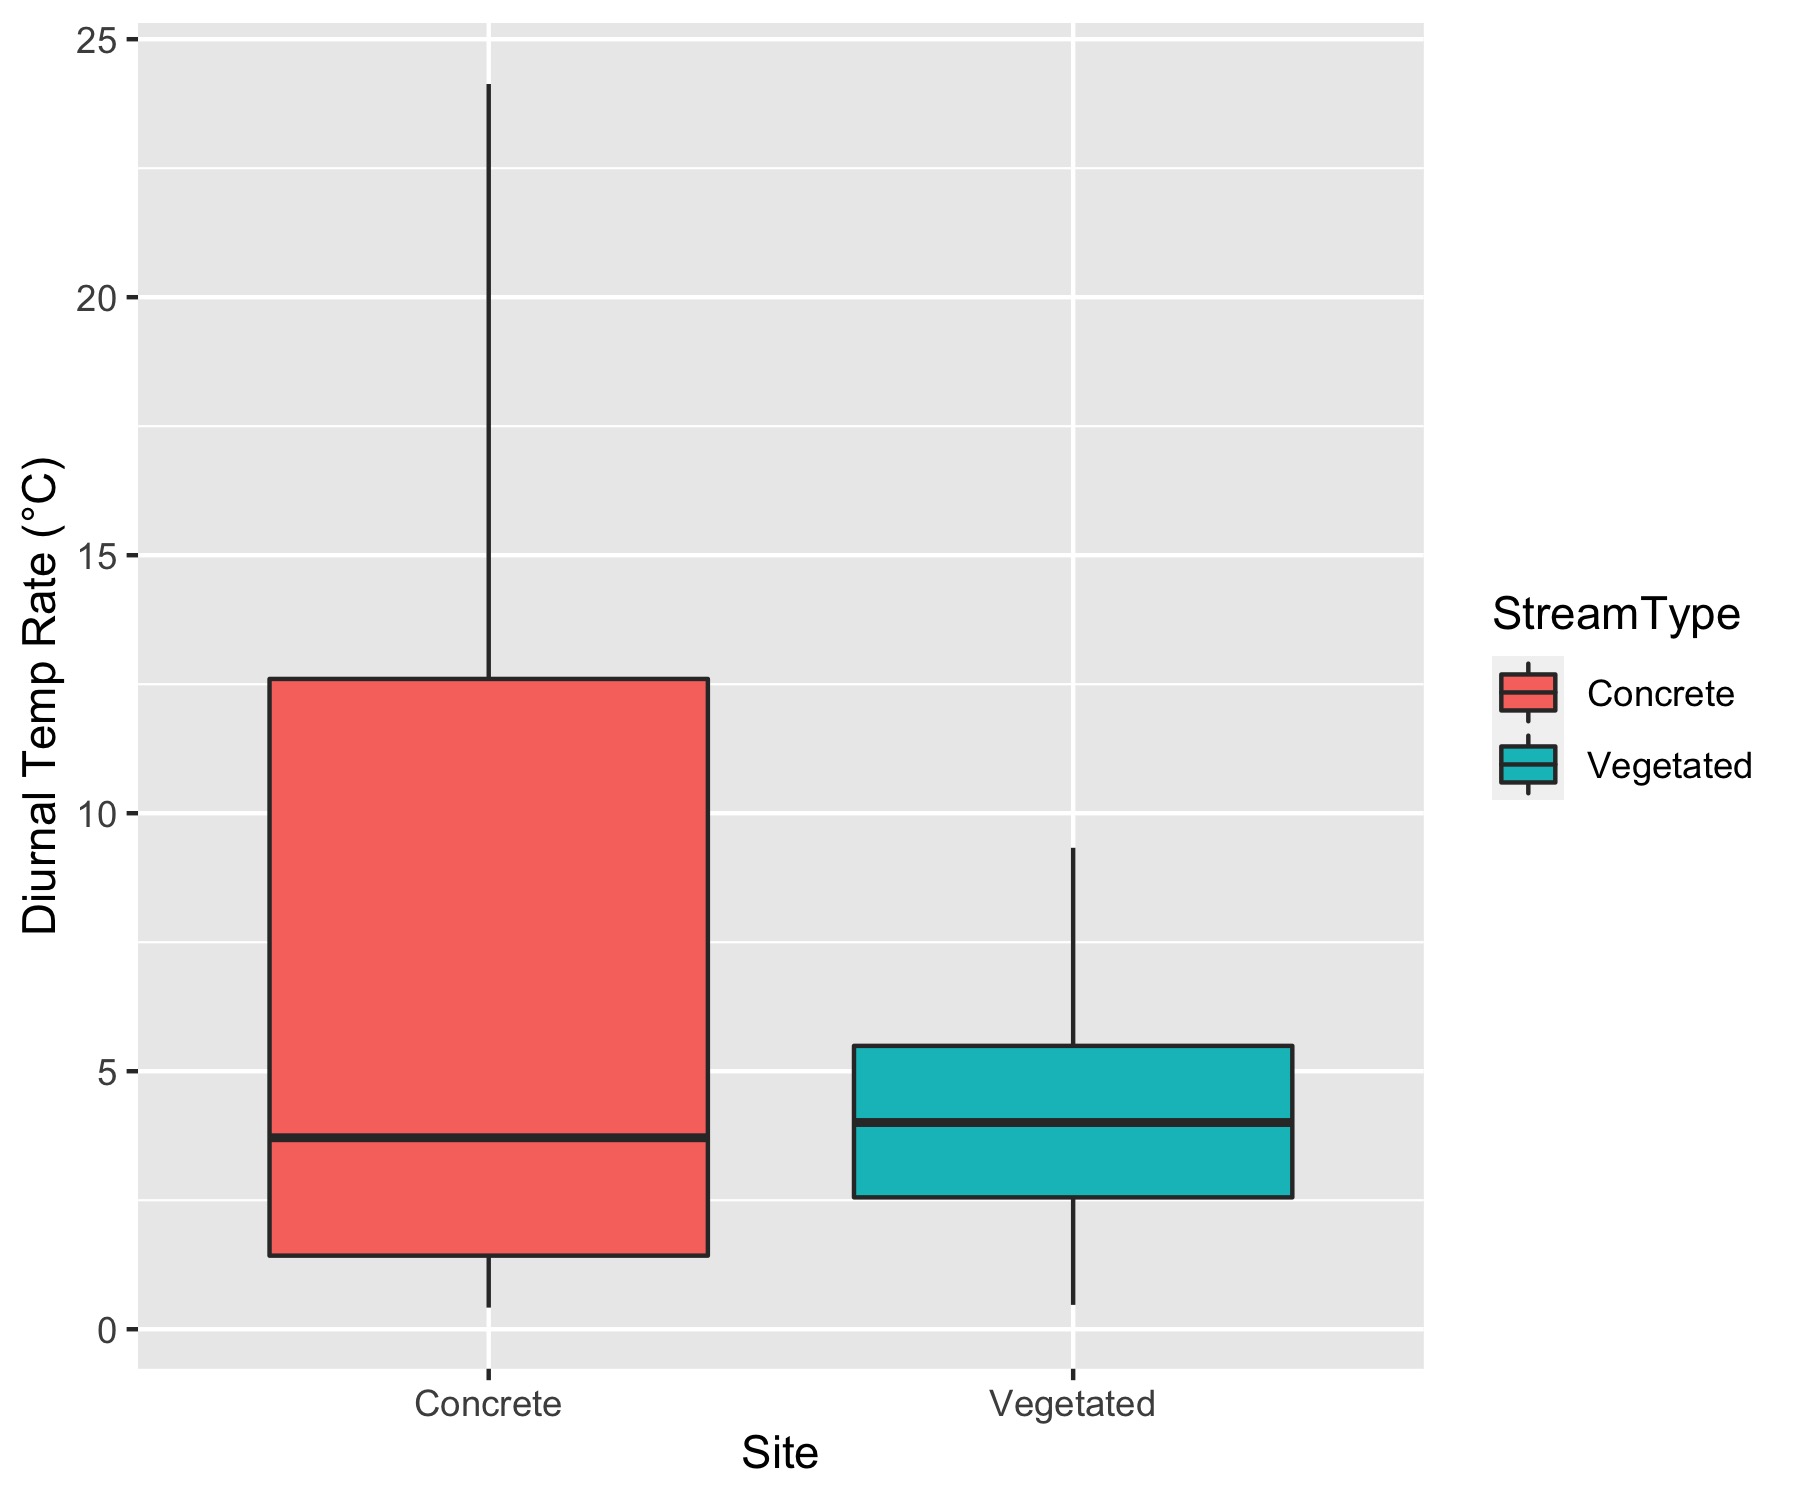 Diurnal Temp Rate (°C)
25
20
15
10
5
0
Concrete
Vegetated
Site
StreamType
Concrete
Vegetated